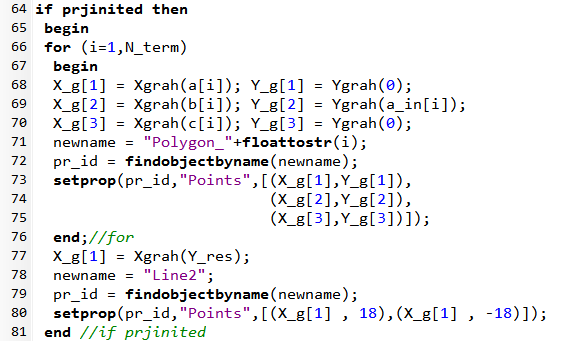 64 if prjinited then
65  begin
66  for (i=1,N_term)
67   begin
68   X_g[1] = Xgrah(a[i]); Y_g[1] = Ygrah(0);
69   X_g[2] = Xgrah(b[i]); Y_g[2] = Ygrah(a_in[i]);
70   X_g[3] = Xgrah(c[i]); Y_g[3] = Ygrah(0);
71   newname = "Polygon_"+floattostr(i);
72   pr_id = findobjectbyname(newname);
73   setprop(pr_id,"Points",[(X_g[1],Y_g[1]),
74                           (X_g[2],Y_g[2]),
75                           (X_g[3],Y_g[3])]);
76   end;//for
77   X_g[1] = Xgrah(Y_res);
78   newname = "Line2";
79   pr_id = findobjectbyname(newname);
80   setprop(pr_id,"Points",[(X_g[1] , 18),(X_g[1] , -18)]);
81  end //if prjinited